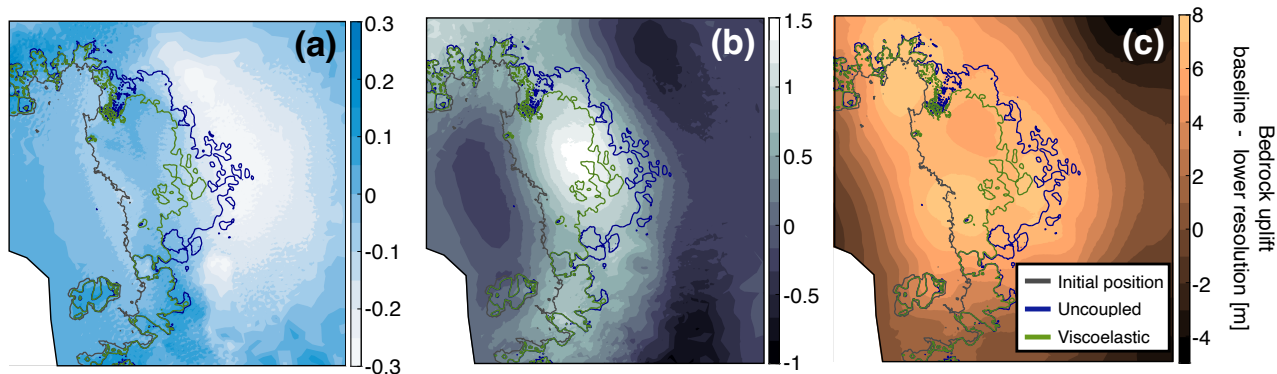 (a)
0.3
0.2
0.1
0
-0.1
-0.2
-0.3
(b)
1.5
1
0.5
0
-0.5
-1
(c)
8
6
4
2
0
-2
-4
Bedrock uplift
baseline - lower resolution [m]
Initial position
Uncoupled
Viscoelastic